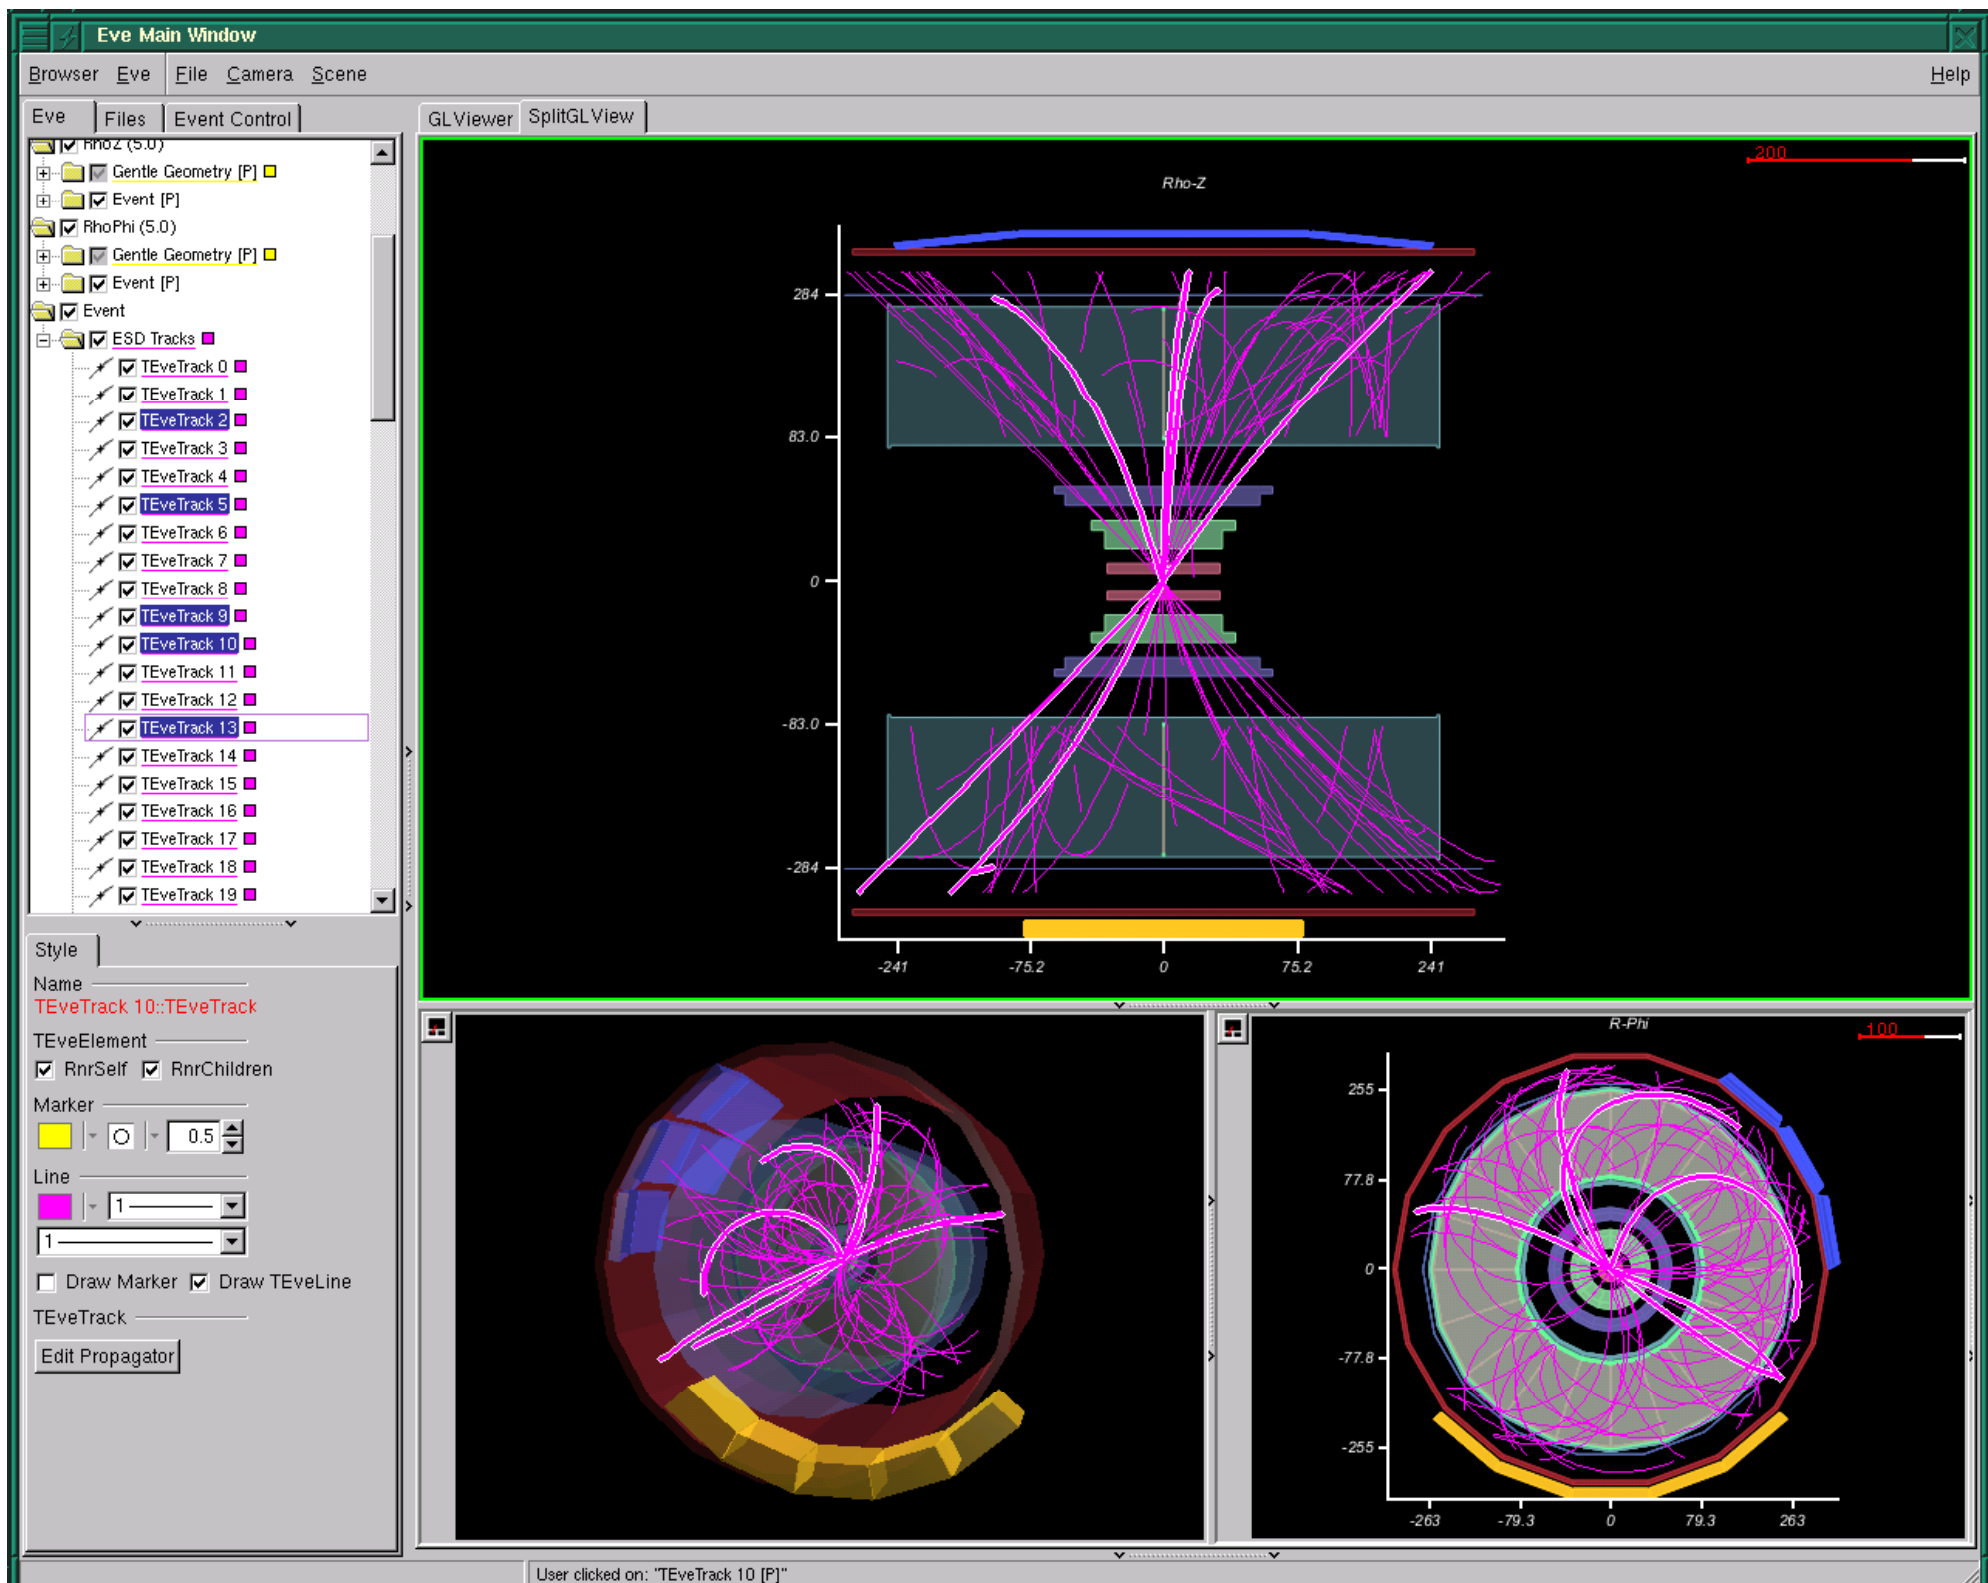 Eve Main Window
Browser Eve File Camera Scene Help
Eve Files Event Control
RhoZ (5.0)
Gentle Geometry [P]
Event [P]
RhoPhi (5.0)
Gentle Geometry [P]
Event [P]
Event
ESD Tracks
TEveTrack 0
TEveTrack 1
TEveTrack 2
TEveTrack 3
TEveTrack 4
TEveTrack 5
TEveTrack 6
TEveTrack 7
TEveTrack 8
TEveTrack 9
TEveTrack 10
TEveTrack 11
TEveTrack 12
TEveTrack 13
TEveTrack 14
TEveTrack 15
TEveTrack 16
TEveTrack 17
TEveTrack 18
TEveTrack 19
Style
Name
TEveTrack 10::TEveTrack
TEveElement
RnrSelf RnrChildren
Marker
0.5
Line
1
1
Draw Marker Draw TEveLine
TEveTrack
Edit Propagator
GLViewer SplitGLView
200
Rho-Z
284
83.0
0
-83.0
-284
-241 -75.2 0 75.2 241
R-Phi
100
255
77.8
0
-77.8
-255
-263 -79.3 0 79.3 263
User clicked on: "TEveTrack 10 [P]"